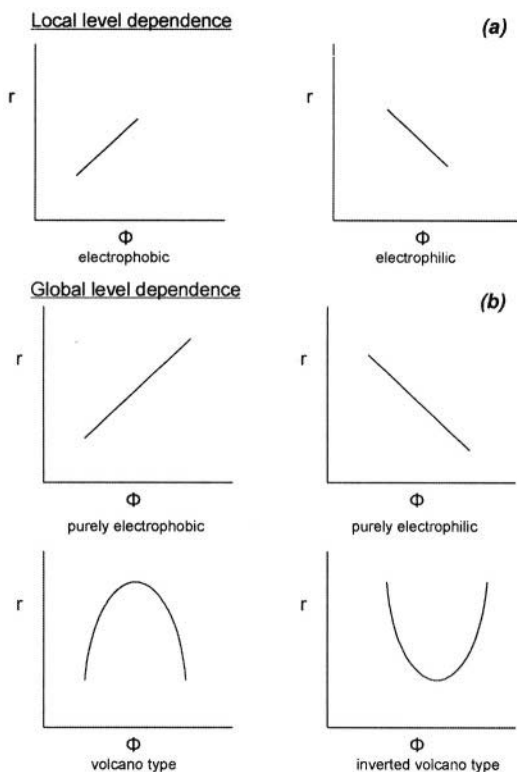 Local level dependence (a)
r r
Φ Φ
electrophobic electrophilic
Global level dependence (b)
r r
Φ Φ
purely electrophobic purely electrophilic
r r
Φ Φ
volcano type inverted volcano type